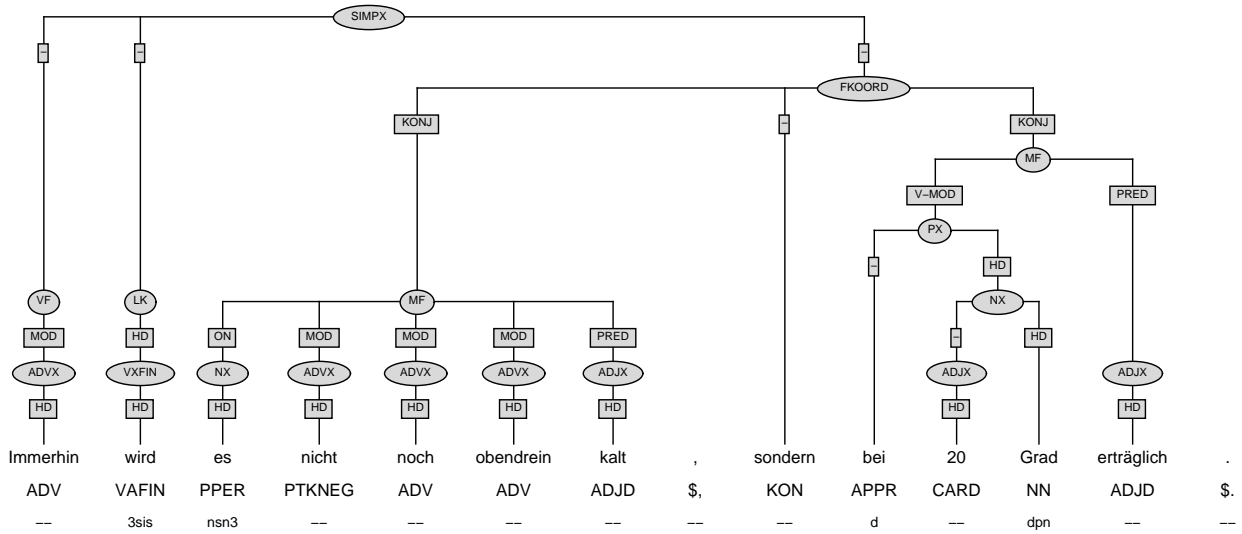 SIMPX
– – –
FKOORD
KONJ – KONJ
MF
V–MOD PRED
PX
– HD
VF LK MF NX
MOD HD ON MOD MOD MOD PRED – HD
ADVX VXFIN NX ADVX ADVX ADVX ADJX ADJX ADJX
HD HD HD HD HD HD HD HD HD
Immerhin wird es nicht noch obendrein kalt , sondern bei 20 Grad erträglich .
ADV VAFIN PPER PTKNEG ADV ADV ADJD $, KON APPR CARD NN ADJD $.
–– 3sis nsn3 –– –– –– –– –– –– d –– dpn –– ––